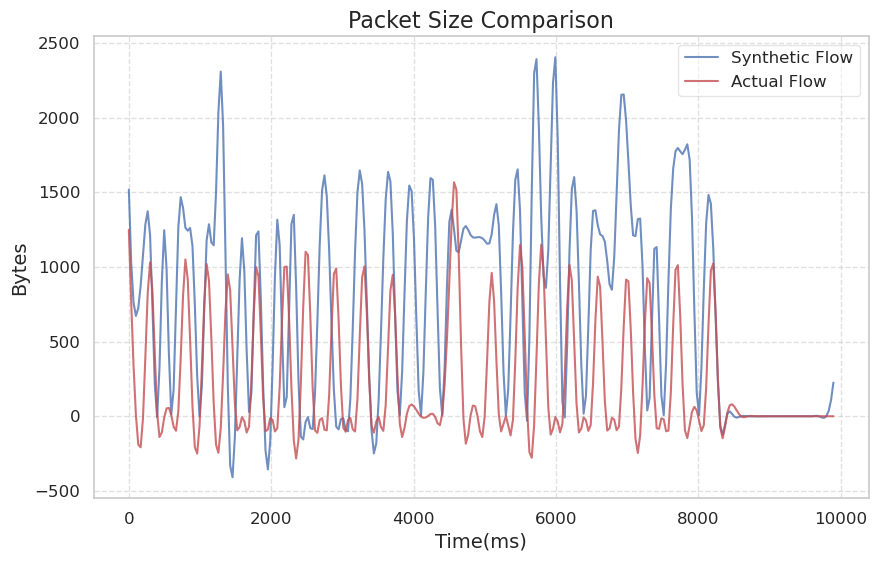 Packet Size Comparison
Synthetic Flow
Actual Flow
2500
2000
1500
1000
500
0
−500
Bytes
0
2000
4000
6000
8000
10000
Time(ms)